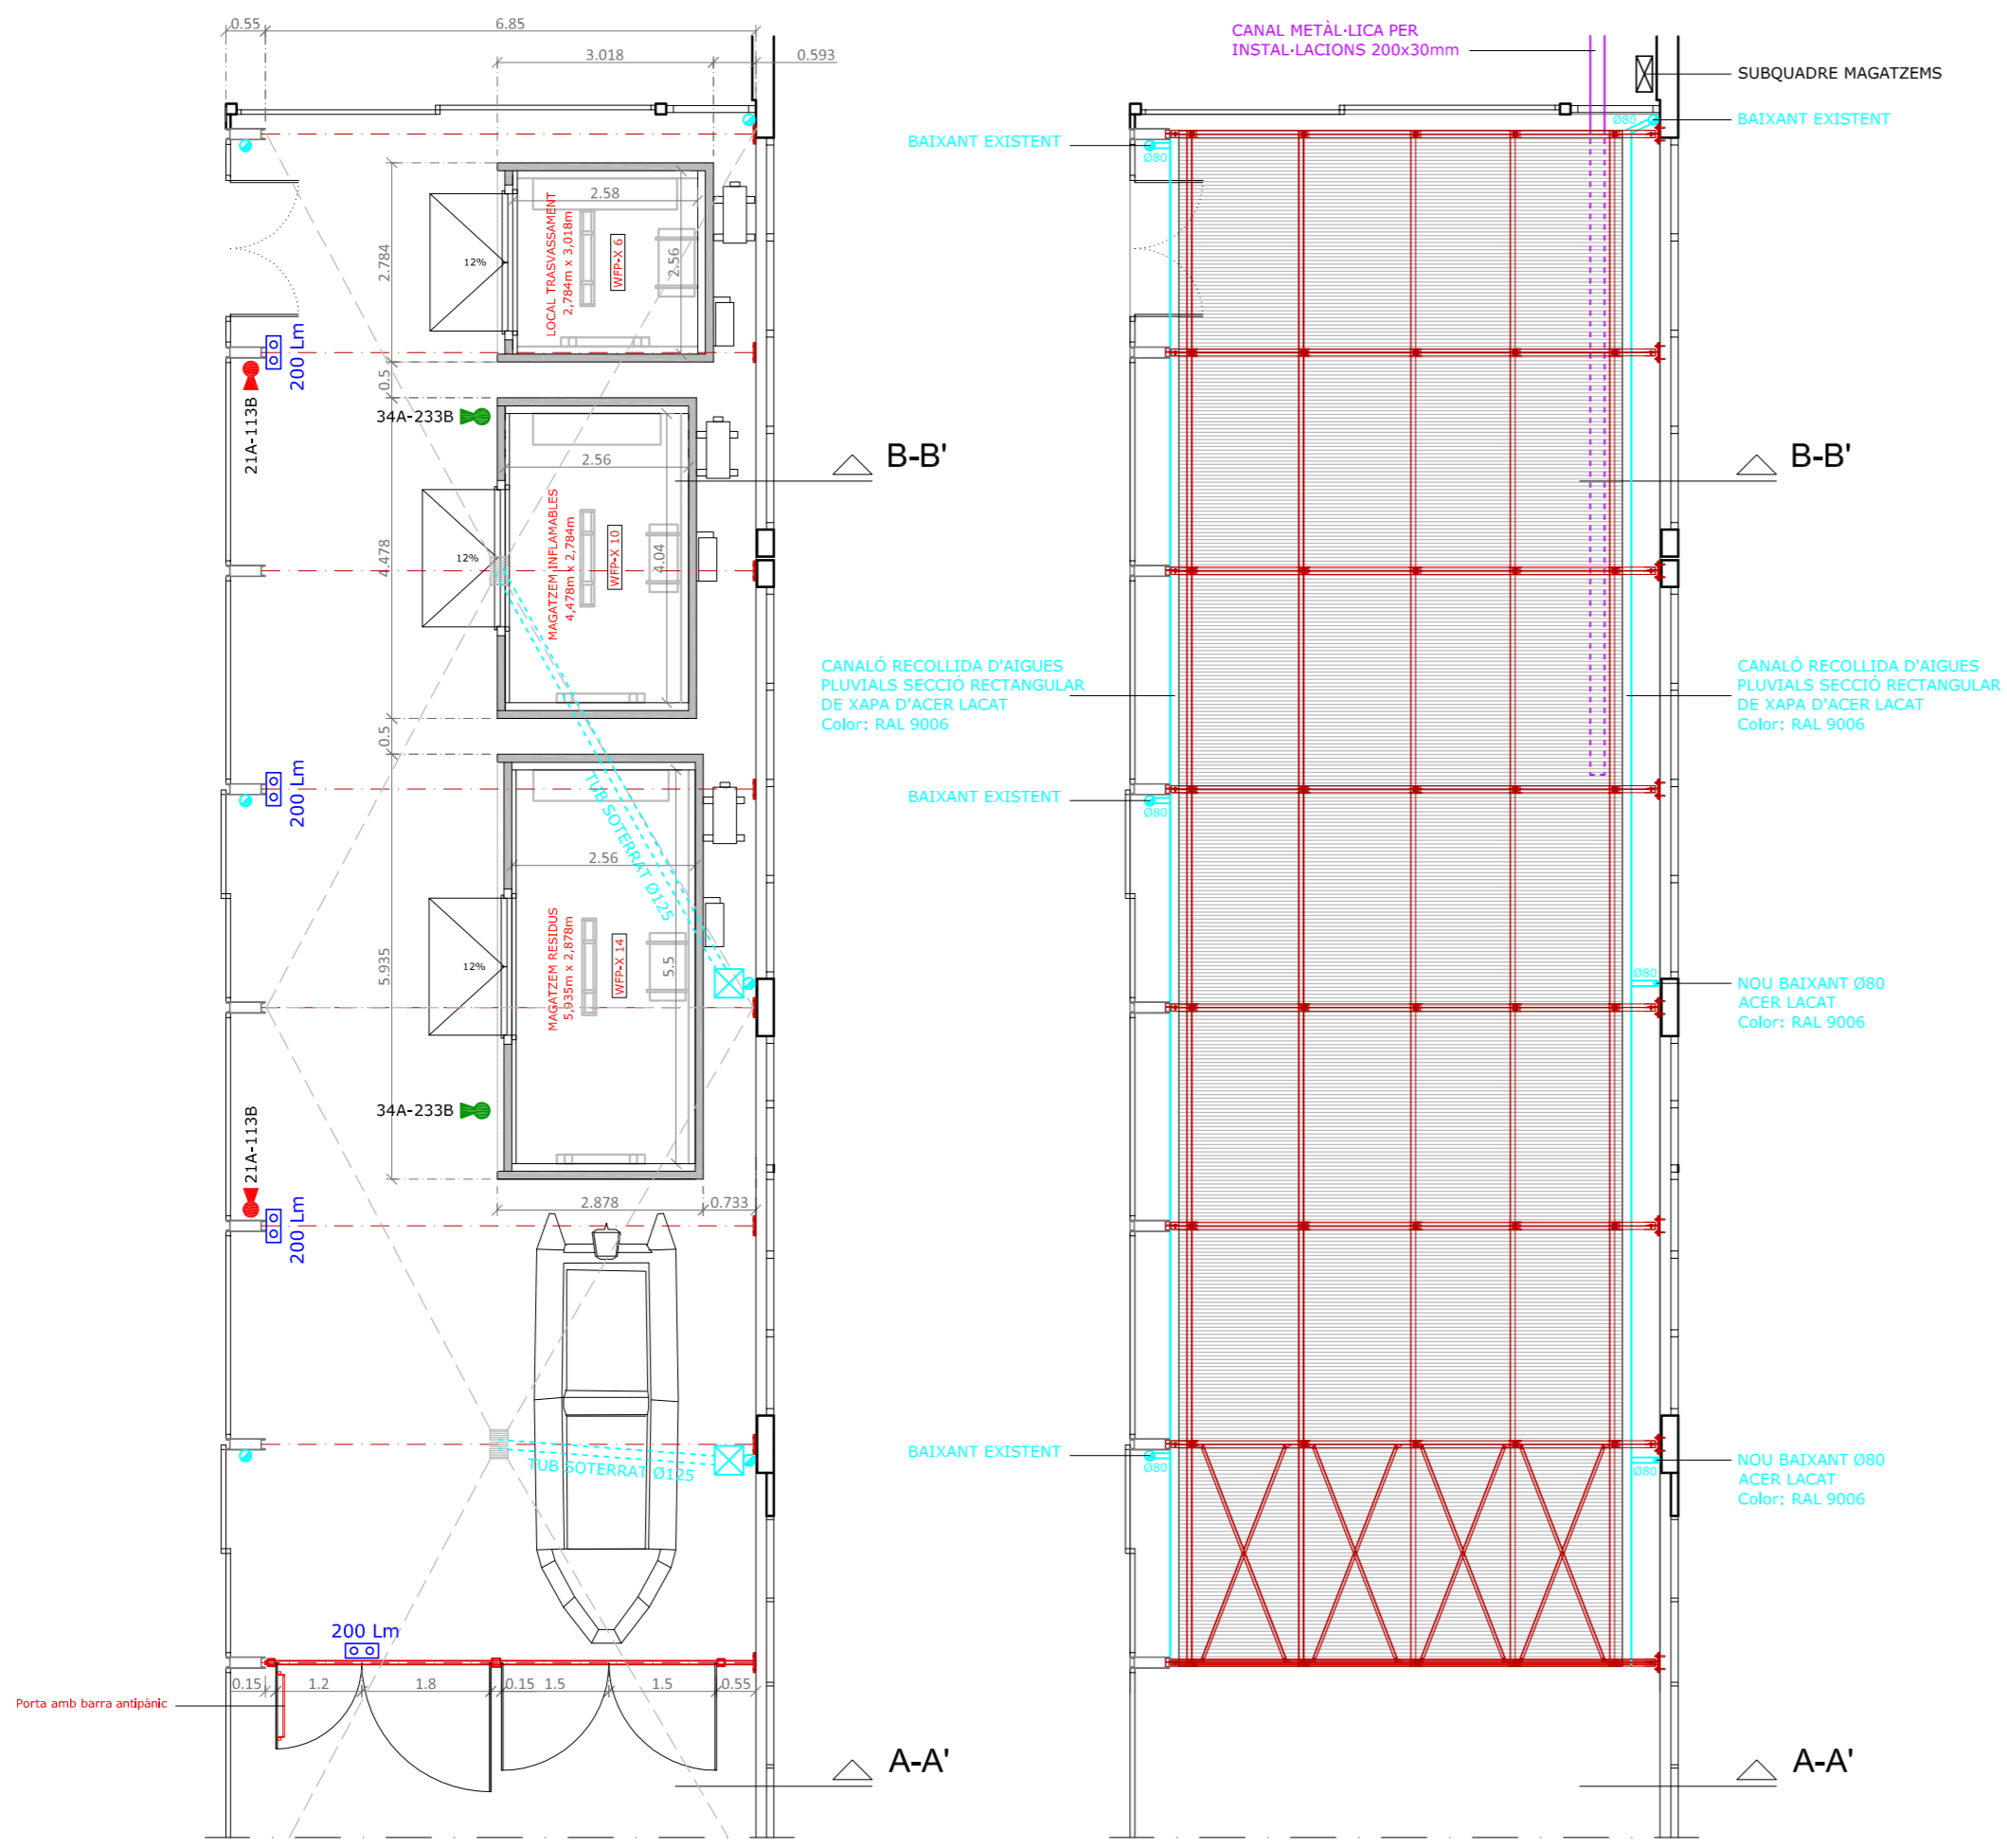 0.55
6.85
3.018
0.593
2.784
2.58
2.56
LOCAL TRASVASSAMENT
2,784m x 3,018m
WFP-X 6
12%
200 Lm
21A-113B
0.5
34A-233B
2.56
4.478
MAGATZEM INFLAMABLES
4,478m x 2,784m
WFP-X 10
4.04
12%
B-B'
0.5
200 Lm
TUB SOTERRAT Ø125
2.56
5.935
MAGATZEM RESIDUS
5,935m x 2,878m
WFP-X 14
5.5
12%
34A-233B
21A-113B
200 Lm
2.878
0.733
TUB SOTERRAT Ø125
200 Lm
0.15
1.2
1.8
0.15
1.5
1.5
0.55
Porta amb barra antipànic
A-A'
CANAL METÀL·LICA PER
INSTAL·LACIONS 200x30mm
SUBQUADRE MAGATZEMS
BAIXANT EXISTENT
Ø80
Ø80
BAIXANT EXISTENT
B-B'
CANALÓ RECOLLIDA D'AIGUES
PLUVIALS SECCIÓ RECTANGULAR
DE XAPA D'ACER LACAT
Color: RAL 9006
CANALÓ RECOLLIDA D'AIGUES
PLUVIALS SECCIÓ RECTANGULAR
DE XAPA D'ACER LACAT
Color: RAL 9006
BAIXANT EXISTENT
Ø80
Ø80
NOU BAIXANT Ø80
ACER LACAT
Color: RAL 9006
BAIXANT EXISTENT
Ø80
Ø80
NOU BAIXANT Ø80
ACER LACAT
Color: RAL 9006
A-A'